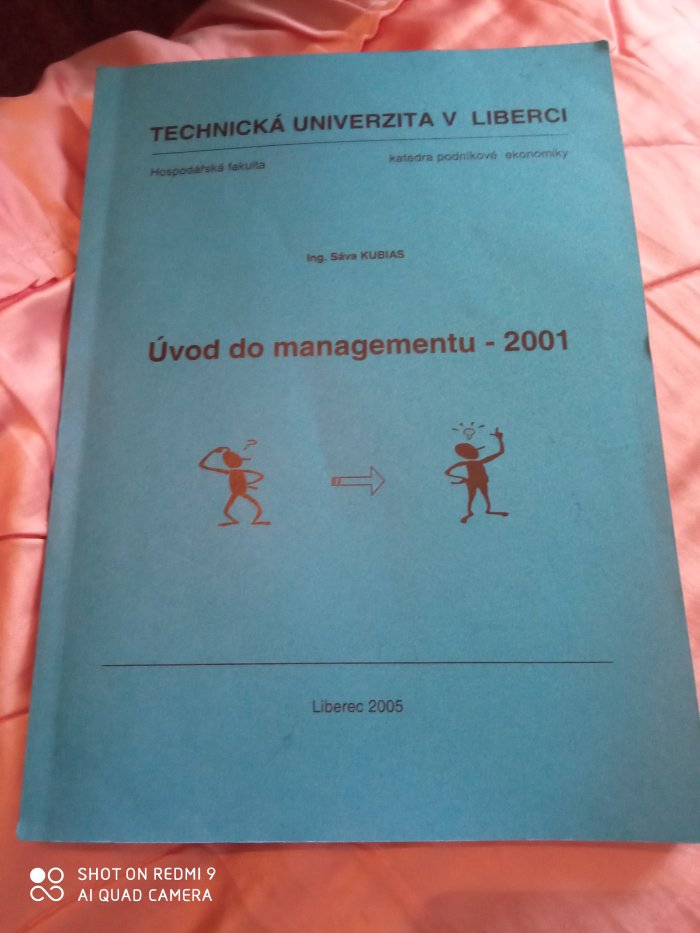 TECHNICKÁ UNIVERZITA V LIBERCI
Hospodářská fakulta
katedra podnikové ekonomiky
Ing. Sáva KUBIAS
Úvod do managementu - 2001
?
Liberec 2005
SHOT ON REDMI 9
AI QUAD CAMERA